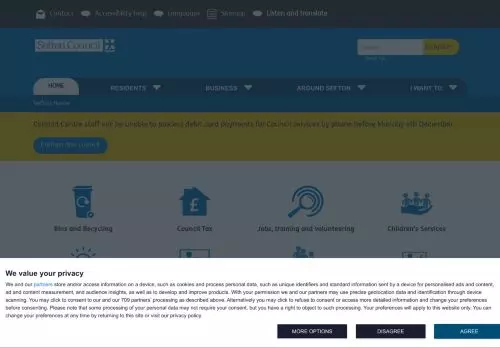 Contact Accessibility help Languages Sitemap Listen and translate
Sefton Council
HOME RESIDENTS BUSINESS AROUND SEFTON I WANT TO:
Sefton Home
Contact Centre staff will be unable to process debit card payments for Council services by phone before Monday
Contact the council
Bins and Recycling Council Tax Jobs, training and volunteering Children's Services
We value your privacy
We and our partners store and/or access information on a device, such as cookies and process personal data, such as unique identifiers and standard information sent by a device for personalised ads and content,
ad and content measurement, and audience insights, as well as to develop and improve products. With your permission we and our partners may use precise geolocation data and identification through device
scanning. You may click to consent to our and our 709 partners' processing as described above. Alternatively you may click to refuse to consent or access more detailed information and change your preferences
before consenting. Please note that some processing of your personal data may not require your consent, but you have a right to object to such processing. Your preferences will apply to this website only. You can
change your preferences at any time by returning to this site or visit our privacy policy.
MORE OPTIONS DISAGREE AGREE